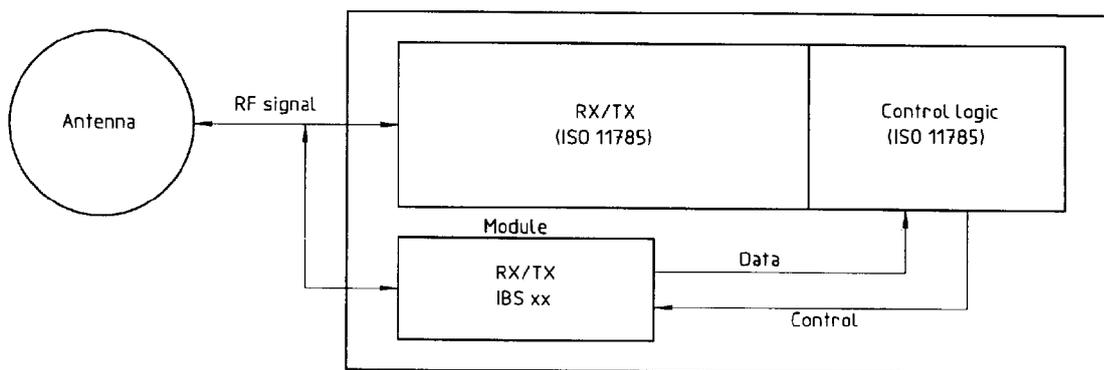 RF signal
Antenna
RX/TX
(ISO 11785)
Control logic
(ISO 11785)
Module
RX/TX
IBS xx
Data
Control